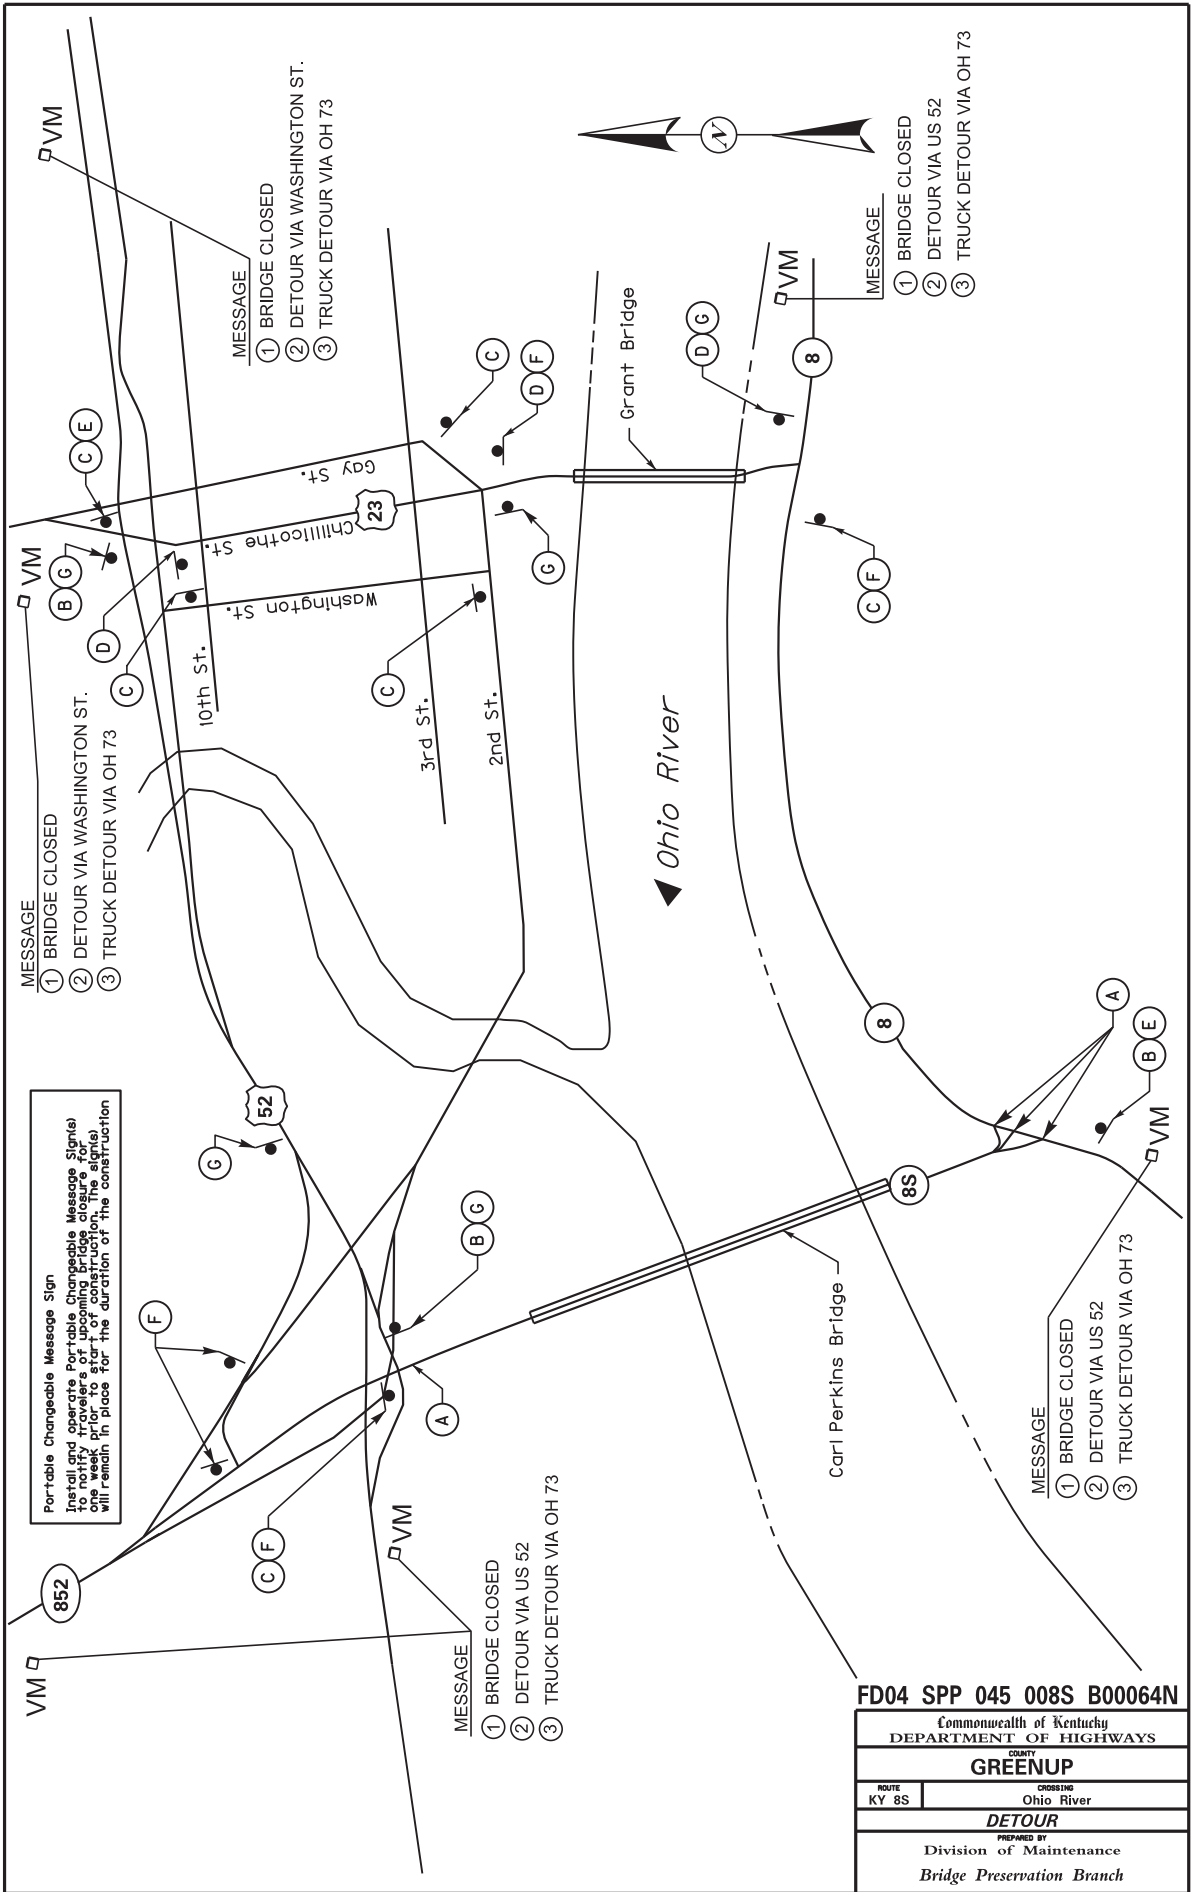 Portable Changeable Message Sign
Install and operate Portable Changeable Message Sign(s)
to notify travelers of upcoming bridge closure for
one week prior to start of construction. The sign(s)
will remain in place for the duration of the construction
VM
MESSAGE
1 BRIDGE CLOSED
2 DETOUR VIA WASHINGTON ST.
3 TRUCK DETOUR VIA OH 73
VM
MESSAGE
1 BRIDGE CLOSED
2 DETOUR VIA WASHINGTON ST.
3 TRUCK DETOUR VIA OH 73
VM
VM
MESSAGE
1 BRIDGE CLOSED
2 DETOUR VIA US 52
3 TRUCK DETOUR VIA OH 73
VM
MESSAGE
1 BRIDGE CLOSED
2 DETOUR VIA US 52
3 TRUCK DETOUR VIA OH 73
VM
MESSAGE
1 BRIDGE CLOSED
2 DETOUR VIA US 52
3 TRUCK DETOUR VIA OH 73
N
852
52
23
8
8
8S
F
G
C F
A
B G
B G
D
C
C E
C
C
D F
G
D G
C F
A
B E
10th St.
3rd St.
2nd St.
Washington St.
Chillicothe St.
Gay St.
Grant Bridge
Ohio River
Carl Perkins Bridge
FD04 SPP 045 008S B00064N
Commonwealth of Kentucky
DEPARTMENT OF HIGHWAYS
COUNTY
GREENUP
ROUTE
KY 8S
CROSSING
Ohio River
DETOUR
PREPARED BY
Division of Maintenance
Bridge Preservation Branch